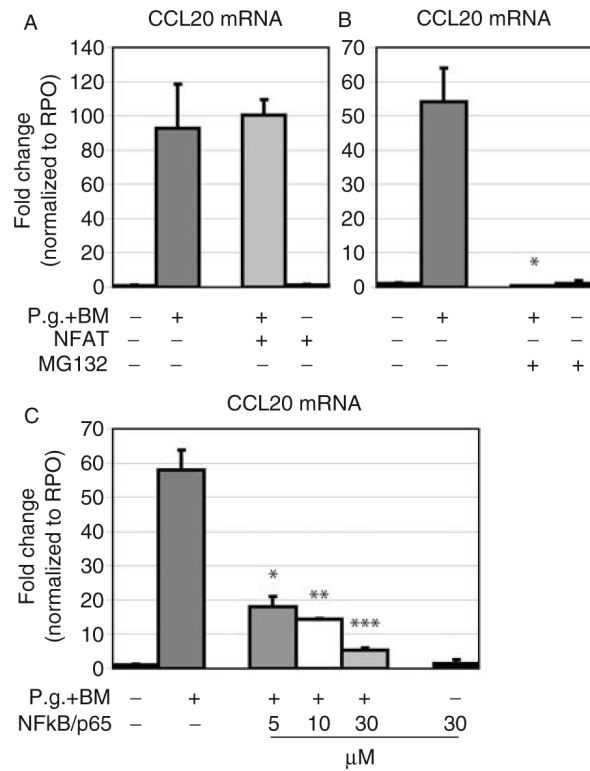 A
CCL20 mRNA
Fold change
(normalized to RPO)
140
120
100
80
60
40
20
0
P.g.+BM – + + –
NFAT – – + +
MG132 – – – –
B
CCL20 mRNA
70
60
50
40
30
20
10
0
*
– + + –
– – – –
– – + +
C
CCL20 mRNA
Fold change
(normalized to RPO)
70
60
50
40
30
20
10
0
*
**
***
P.g.+BM – + + + + –
NFkB/p65 – – 5 10 30 30
μM